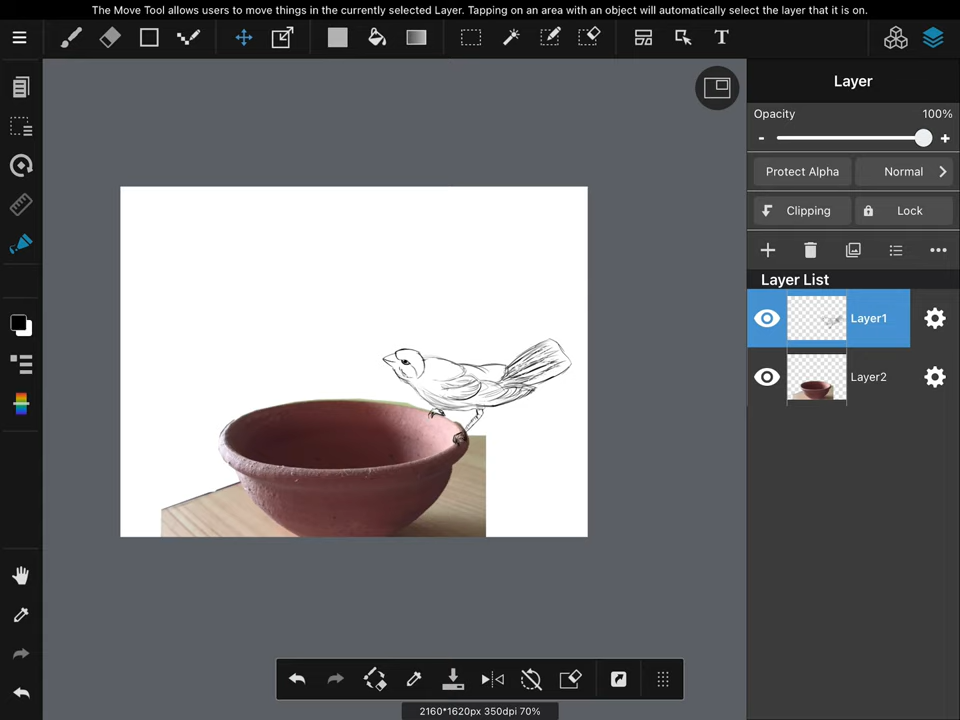 The Move Tool allows users to move things in the currently selected Layer. Tapping on an area with an object will automatically select the layer that it is on.
T
Layer
Opacity 100%
- +
Protect Alpha Normal
Clipping Lock
Layer List
Layer1
Layer2
2160*1620px 350dpi 70%